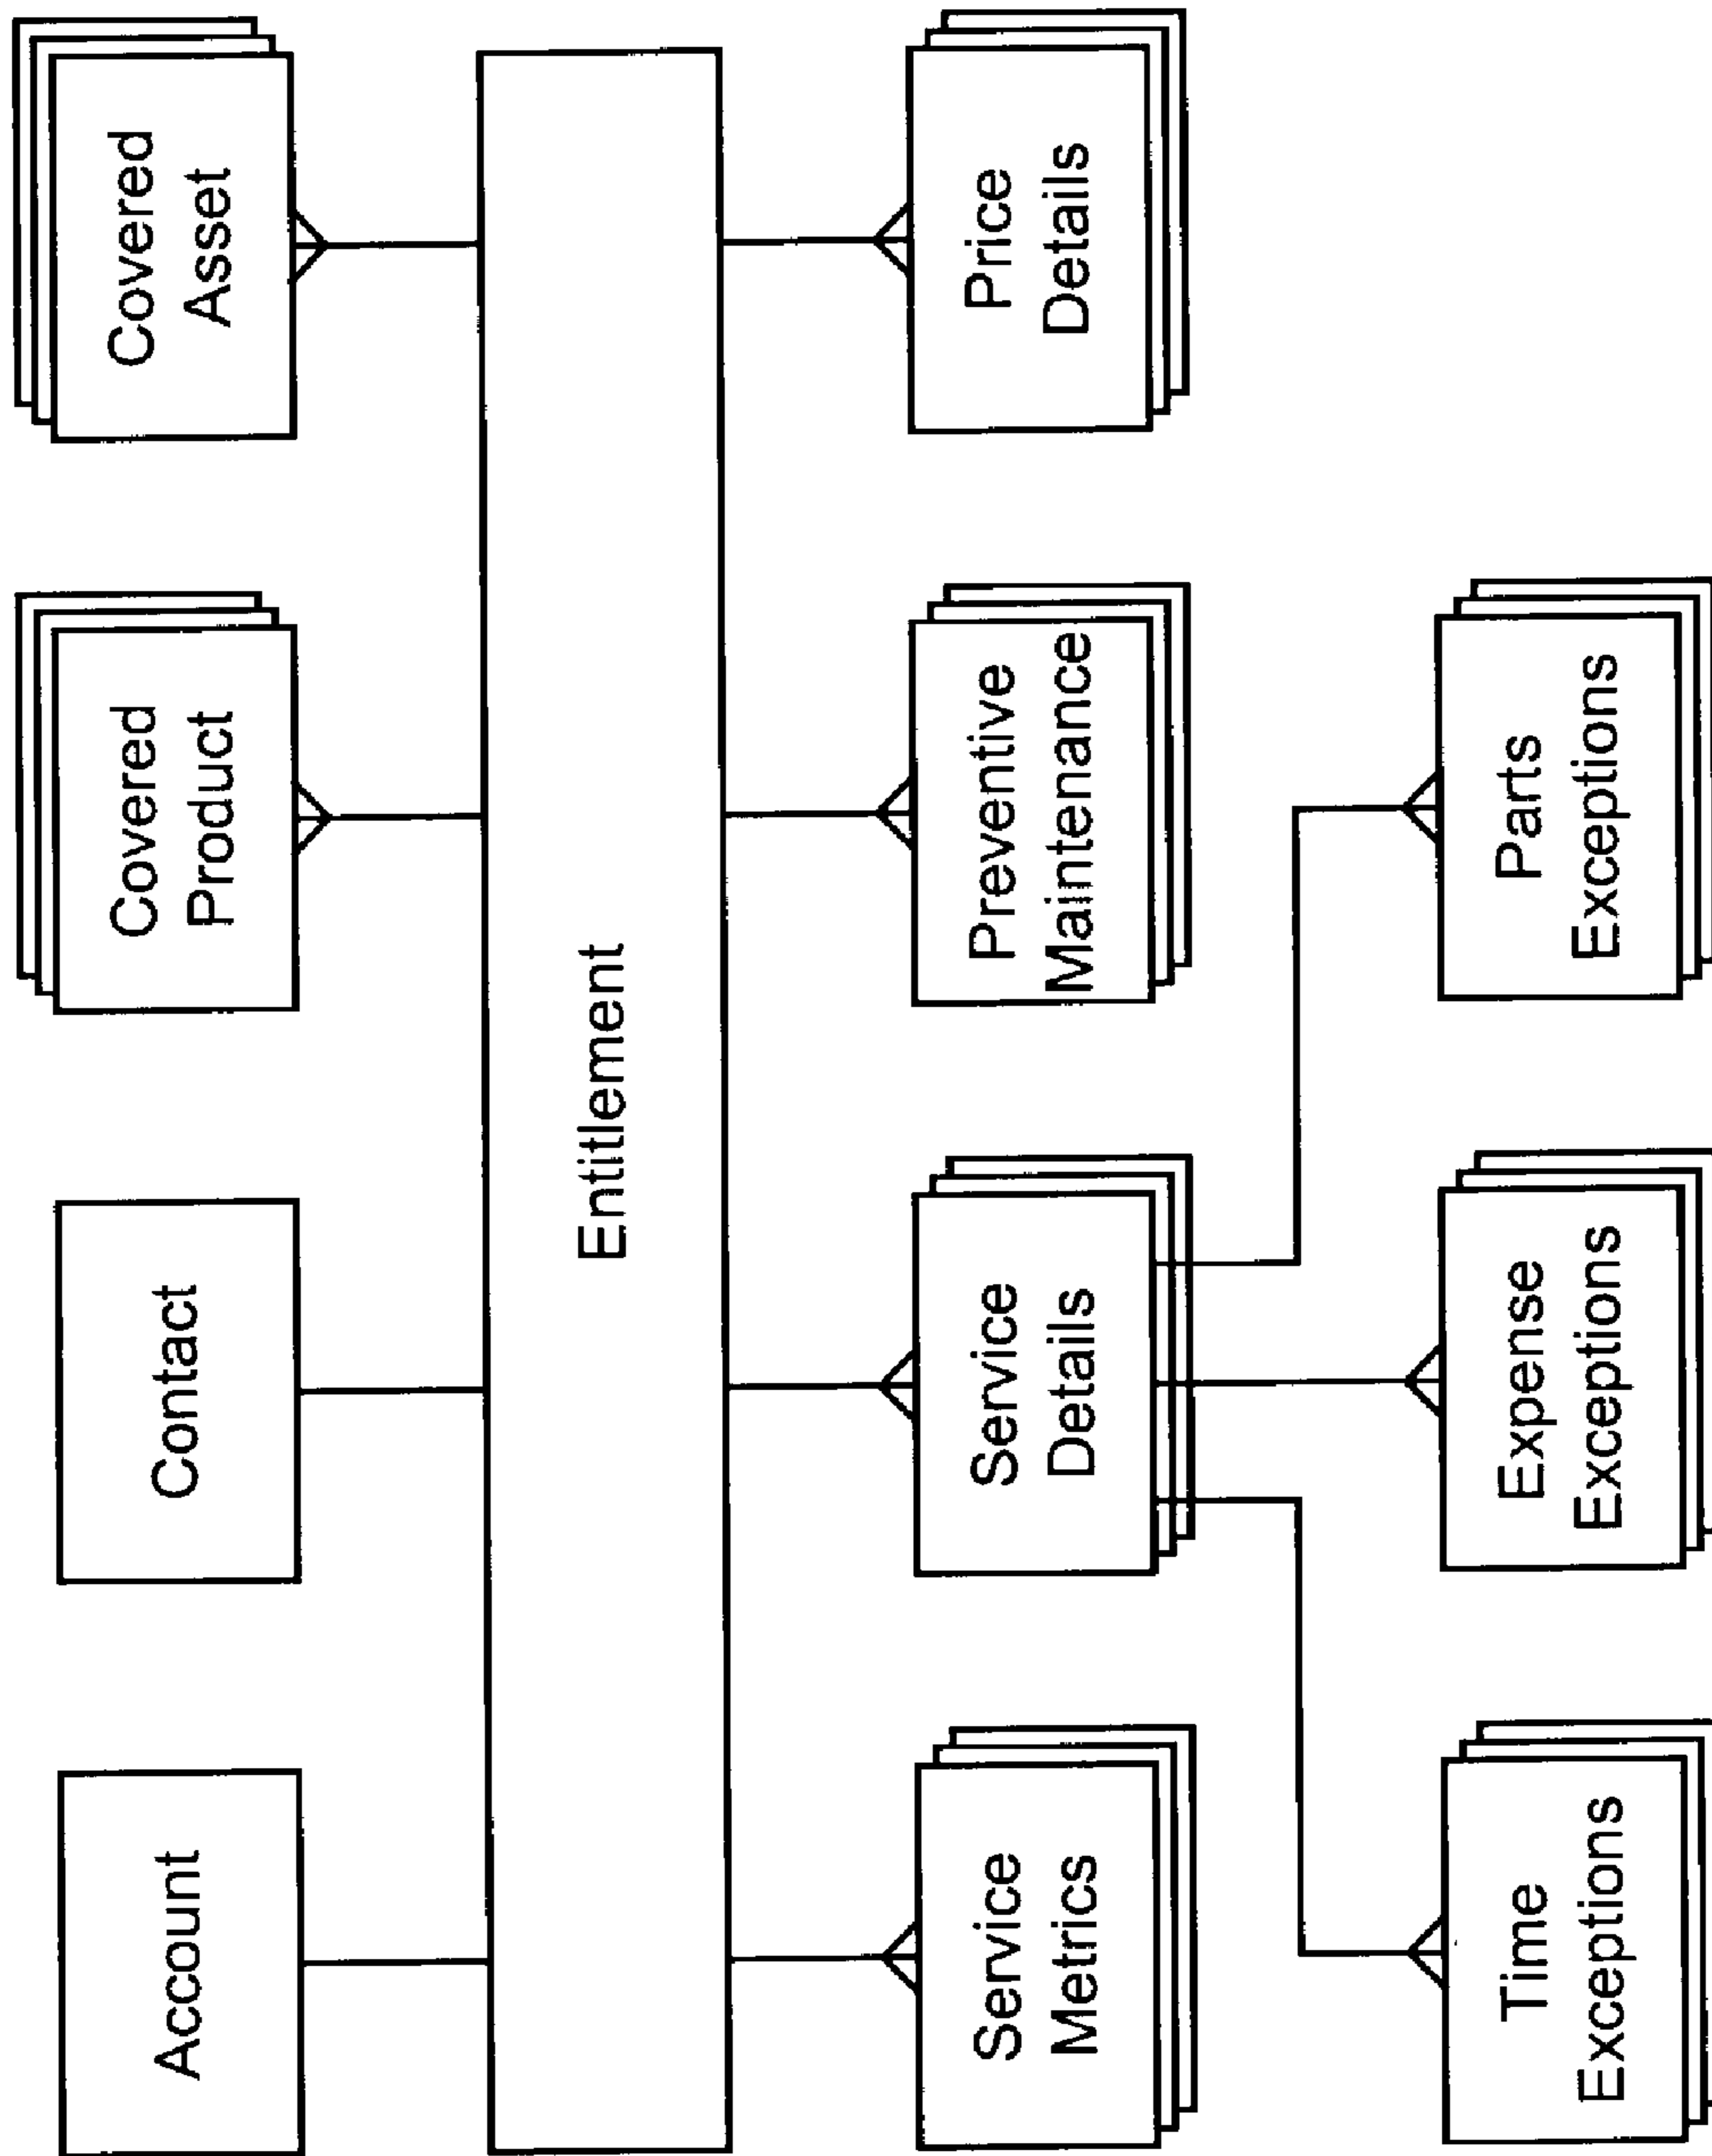 Account
Contact
Covered
Product
Covered
Asset
Entitlement
Service
Metrics
Service
Details
Preventive
Maintenance
Price
Details
Time
Exceptions
Expense
Exceptions
Parts
Exceptions